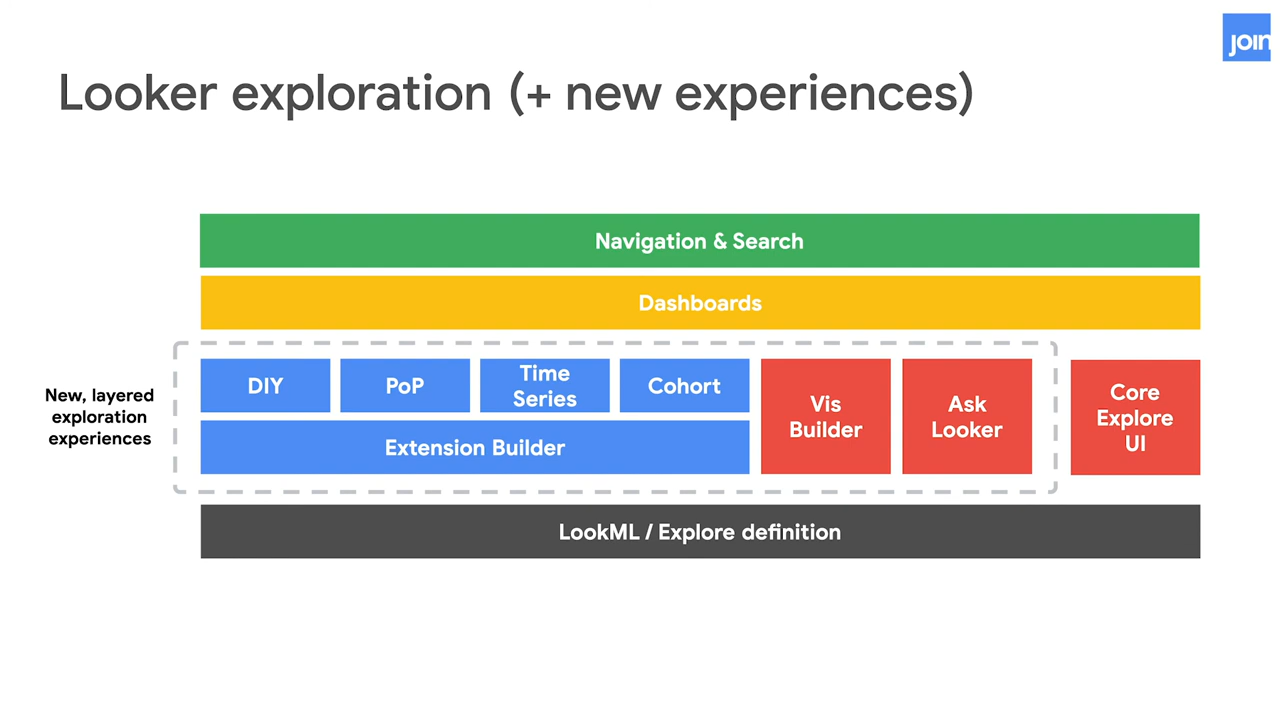 JOIN
Looker exploration (+ new experiences)
Navigation & Search
Dashboards
New, layered
exploration
experiences
DIY
PoP
Time
Series
Cohort
Extension Builder
Vis
Builder
Ask
Looker
Core
Explore
UI
LookML / Explore definition